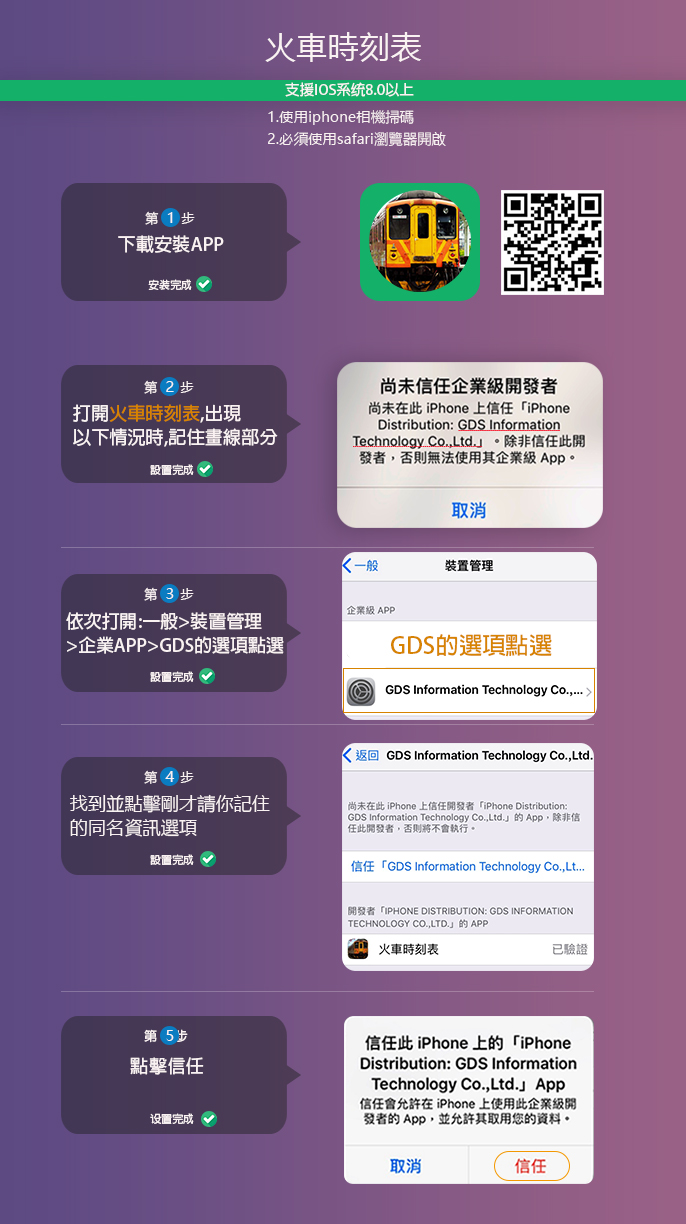 火車時刻表
支援IOS系统8.0以上
1.使用iphone相機掃碼
2.必須使用safari瀏覽器開啟
第1步
下載安裝APP
安装完成
第2步
打開火車時刻表,出現
以下情況時,記住畫線部分
設置完成
尚未信任企業級開發者
尚未在此 iPhone 上信任「iPhone
Distribution: GDS Information
Technology Co.,Ltd.」。除非信任此開
發者，否則無法使用其企業級 App。
取消
第3步
依次打開:一般>裝置管理
>企業APP>GDS的選項點選
設置完成
一般
裝置管理
企業級 APP
GDS的選項點選
GDS Information Technology Co.,...
第4步
找到並點擊剛才請你記住
的同名資訊選項
設置完成
返回 GDS Information Technology Co.,Ltd.
尚未在此 iPhone 上信任開發者「iPhone Distribution:
GDS Information Technology Co.,Ltd.」的 App，除非信
任此開發者，否則將不會執行。
信任「GDS Information Technology Co.,Lt...
開發者「IPHONE DISTRIBUTION: GDS INFORMATION
TECHNOLOGY CO.,LTD.」的 APP
火車時刻表
已驗證
第5步
點擊信任
设置完成
信任此 iPhone 上的「iPhone
Distribution: GDS Information
Technology Co.,Ltd.」App
信任會允許在 iPhone 上使用此企業級開
發者的 App，並允許其取用您的資料。
取消
信任